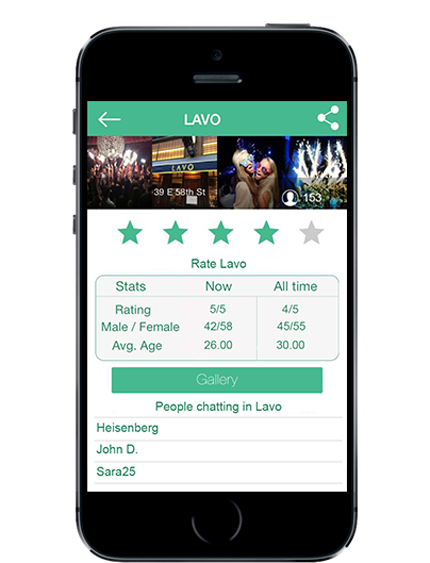 LAVO
LAVO
39 E 58th St
153
Rate Lavo
Stats Now All time
Rating 5/5 4/5
Male / Female 42/58 45/55
Avg. Age 26.00 30.00
Gallery
People chatting in Lavo
Heisenberg
John D.
Sara25